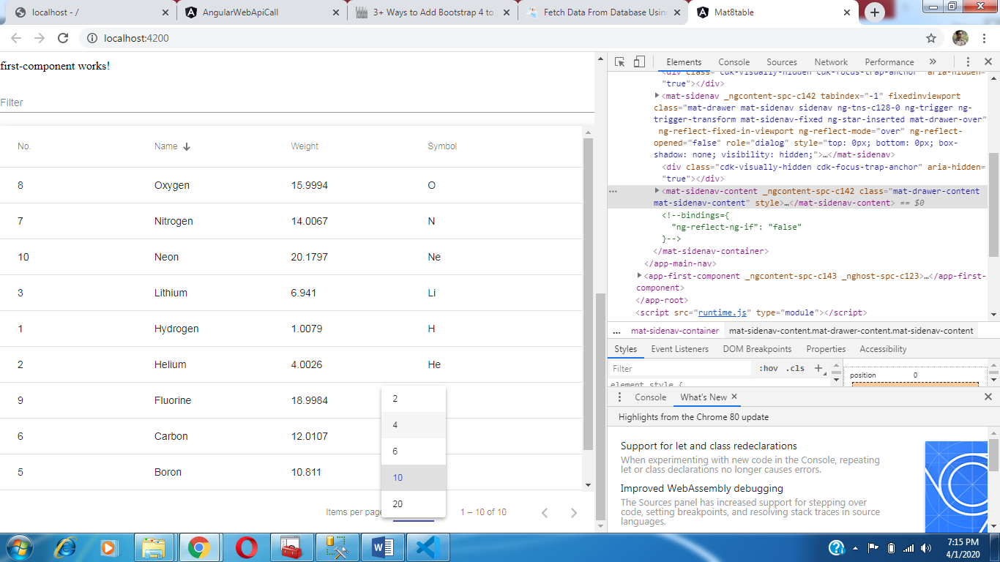 localhost - /
AngularWebApiCall
3+ Ways to Add Bootstrap 4 to
Fetch Data From Database Using
Mat8table
localhost:4200
first-component works!
Filter
No. Name Weight Symbol
8 Oxygen 15.9994 O
7 Nitrogen 14.0067 N
10 Neon 20.1797 Ne
3 Lithium 6.941 Li
1 Hydrogen 1.0079 H
2 Helium 4.0026 He
9 Fluorine 18.9984
6 Carbon 12.0107
5 Boron 10.811
2
4
6
10
20
Items per page
1 – 10 of 10
Elements Console Sources Network Performance »
<div class="cdk-visually-hidden cdk-focus-trap-anchor" aria-hidden=
"true"></div>
<mat-sidenav _ngcontent-spc-c142 tabindex="-1" fixedinviewport
class="mat-drawer mat-sidenav sidenav ng-tns-c128-0 ng-trigger ng-
trigger-transform mat-sidenav-fixed ng-star-inserted mat-drawer-over"
ng-reflect-fixed-in-viewport ng-reflect-mode="over" ng-reflect-
opened="false" role="dialog" style="top: 0px; bottom: 0px; box-
shadow: none; visibility: hidden;">…</mat-sidenav>
<div class="cdk-visually-hidden cdk-focus-trap-anchor" aria-hidden=
"true"></div>
<mat-sidenav-content _ngcontent-spc-c142 class="mat-drawer-content
mat-sidenav-content" style>…</mat-sidenav-content> == $0
<!--bindings={
"ng-reflect-ng-if": "false"
}-->
</mat-sidenav-container>
</app-main-nav>
<app-first-component _ngcontent-spc-c143 _nghost-spc-c123>…</app-first-
component>
</app-root>
<script src="runtime.js" type="module"></script>
... mat-sidenav-container mat-sidenav-content.mat-drawer-content.mat-sidenav-content
Styles Event Listeners DOM Breakpoints Properties Accessibility
Filter :hov .cls +
element.style {
position 0
Console What's New
Highlights from the Chrome 80 update
Support for let and class redeclarations
When experimenting with new code in the Console, repeating
let or class declarations no longer causes errors.
Improved WebAssembly debugging
The Sources panel has increased support for stepping over
code, setting breakpoints, and resolving stack traces in source
languages.
7:15 PM
4/1/2020